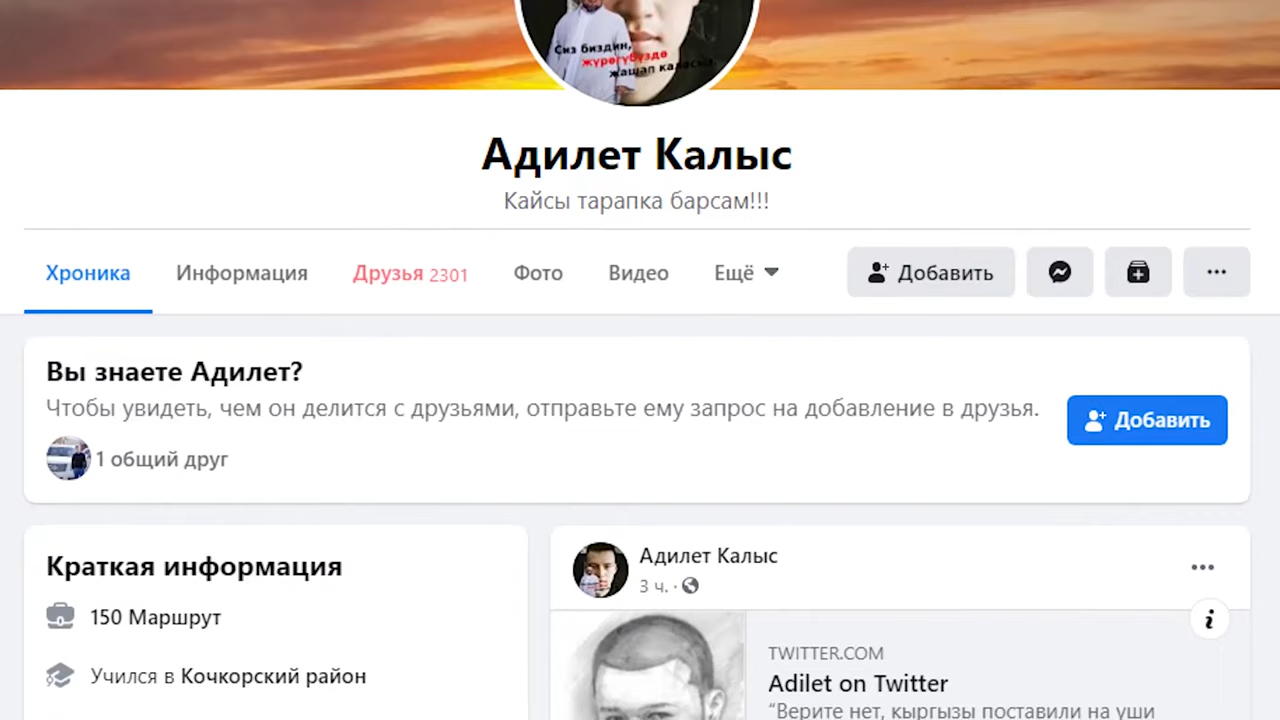 Сиз биздин,
жүрөгүбүздө
жашап каласыз
Адилет Калыс
Кайсы тарапка барсам!!!
Хроника Информация Друзья 2301 Фото Видео Ещё Добавить
Вы знаете Адилет?
Чтобы увидеть, чем он делится с друзьями, отправьте ему запрос на добавление в друзья.
Добавить
1 общий друг
Краткая информация
150 Маршрут
Учился в Кочкорский район
Адилет Калыс
3 ч. ·
TWITTER.COM
Adilet on Twitter
“Верите нет, кыргызы поставили на уши